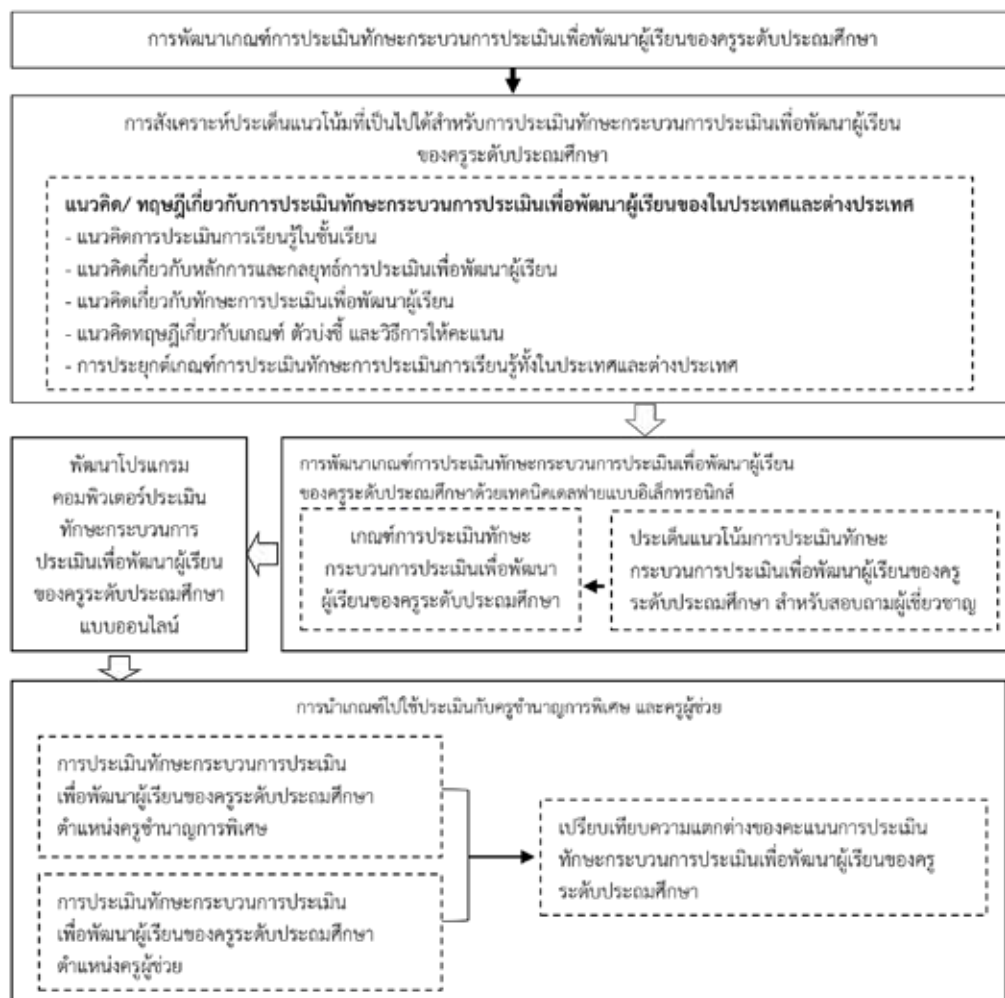 การพัฒนาเกณฑ์การประเมินทักษะกระบวนการประเมินเพื่อพัฒนาผู้เรียนของครูระดับประถมศึกษา
การสังเคราะห์ประเด็นแนวโน้มที่เป็นไปได้สำหรับการประเมินทักษะกระบวนการประเมินเพื่อพัฒนาผู้เรียน
ของครูระดับประถมศึกษา
แนวคิด/ ทฤษฎีเกี่ยวกับการประเมินทักษะกระบวนการประเมินเพื่อพัฒนาผู้เรียนของในประเทศและต่างประเทศ
- แนวคิดการประเมินการเรียนรู้ในชั้นเรียน
- แนวคิดเกี่ยวกับหลักการและกลยุทธ์การประเมินเพื่อพัฒนาผู้เรียน
- แนวคิดเกี่ยวกับทักษะการประเมินเพื่อพัฒนาผู้เรียน
- แนวคิดทฤษฎีเกี่ยวกับเกณฑ์ ตัวบ่งชี้ และวิธีการให้คะแนน
- การประยุกต์เกณฑ์การประเมินทักษะการประเมินการเรียนรู้ทั้งในประเทศและต่างประเทศ
พัฒนาโปรแกรม
คอมพิวเตอร์ประเมิน
ทักษะกระบวนการ
ประเมินเพื่อพัฒนาผู้เรียน
ของครูระดับประถมศึกษา
แบบออนไลน์
การพัฒนาเกณฑ์การประเมินทักษะกระบวนการประเมินเพื่อพัฒนาผู้เรียน
ของครูระดับประถมศึกษาด้วยเทคนิคเดลฟายแบบอิเล็กทรอนิกส์
เกณฑ์การประเมินทักษะ
กระบวนการประเมินเพื่อพัฒนา
ผู้เรียนของครูระดับประถมศึกษา
ประเด็นแนวโน้มการประเมินทักษะ
กระบวนการประเมินเพื่อพัฒนาผู้เรียนของครู
ระดับประถมศึกษา สำหรับสอบถามผู้เชี่ยวชาญ
การนำเกณฑ์ไปใช้ประเมินกับครูชำนาญการพิเศษ และครูผู้ช่วย
การประเมินทักษะกระบวนการประเมิน
เพื่อพัฒนาผู้เรียนของครูระดับประถมศึกษา
ตำแหน่งครูชำนาญการพิเศษ
การประเมินทักษะกระบวนการประเมิน
เพื่อพัฒนาผู้เรียนของครูระดับประถมศึกษา
ตำแหน่งครูผู้ช่วย
เปรียบเทียบความแตกต่างของคะแนนการประเมิน
ทักษะกระบวนการประเมินเพื่อพัฒนาผู้เรียนของครู
ระดับประถมศึกษา